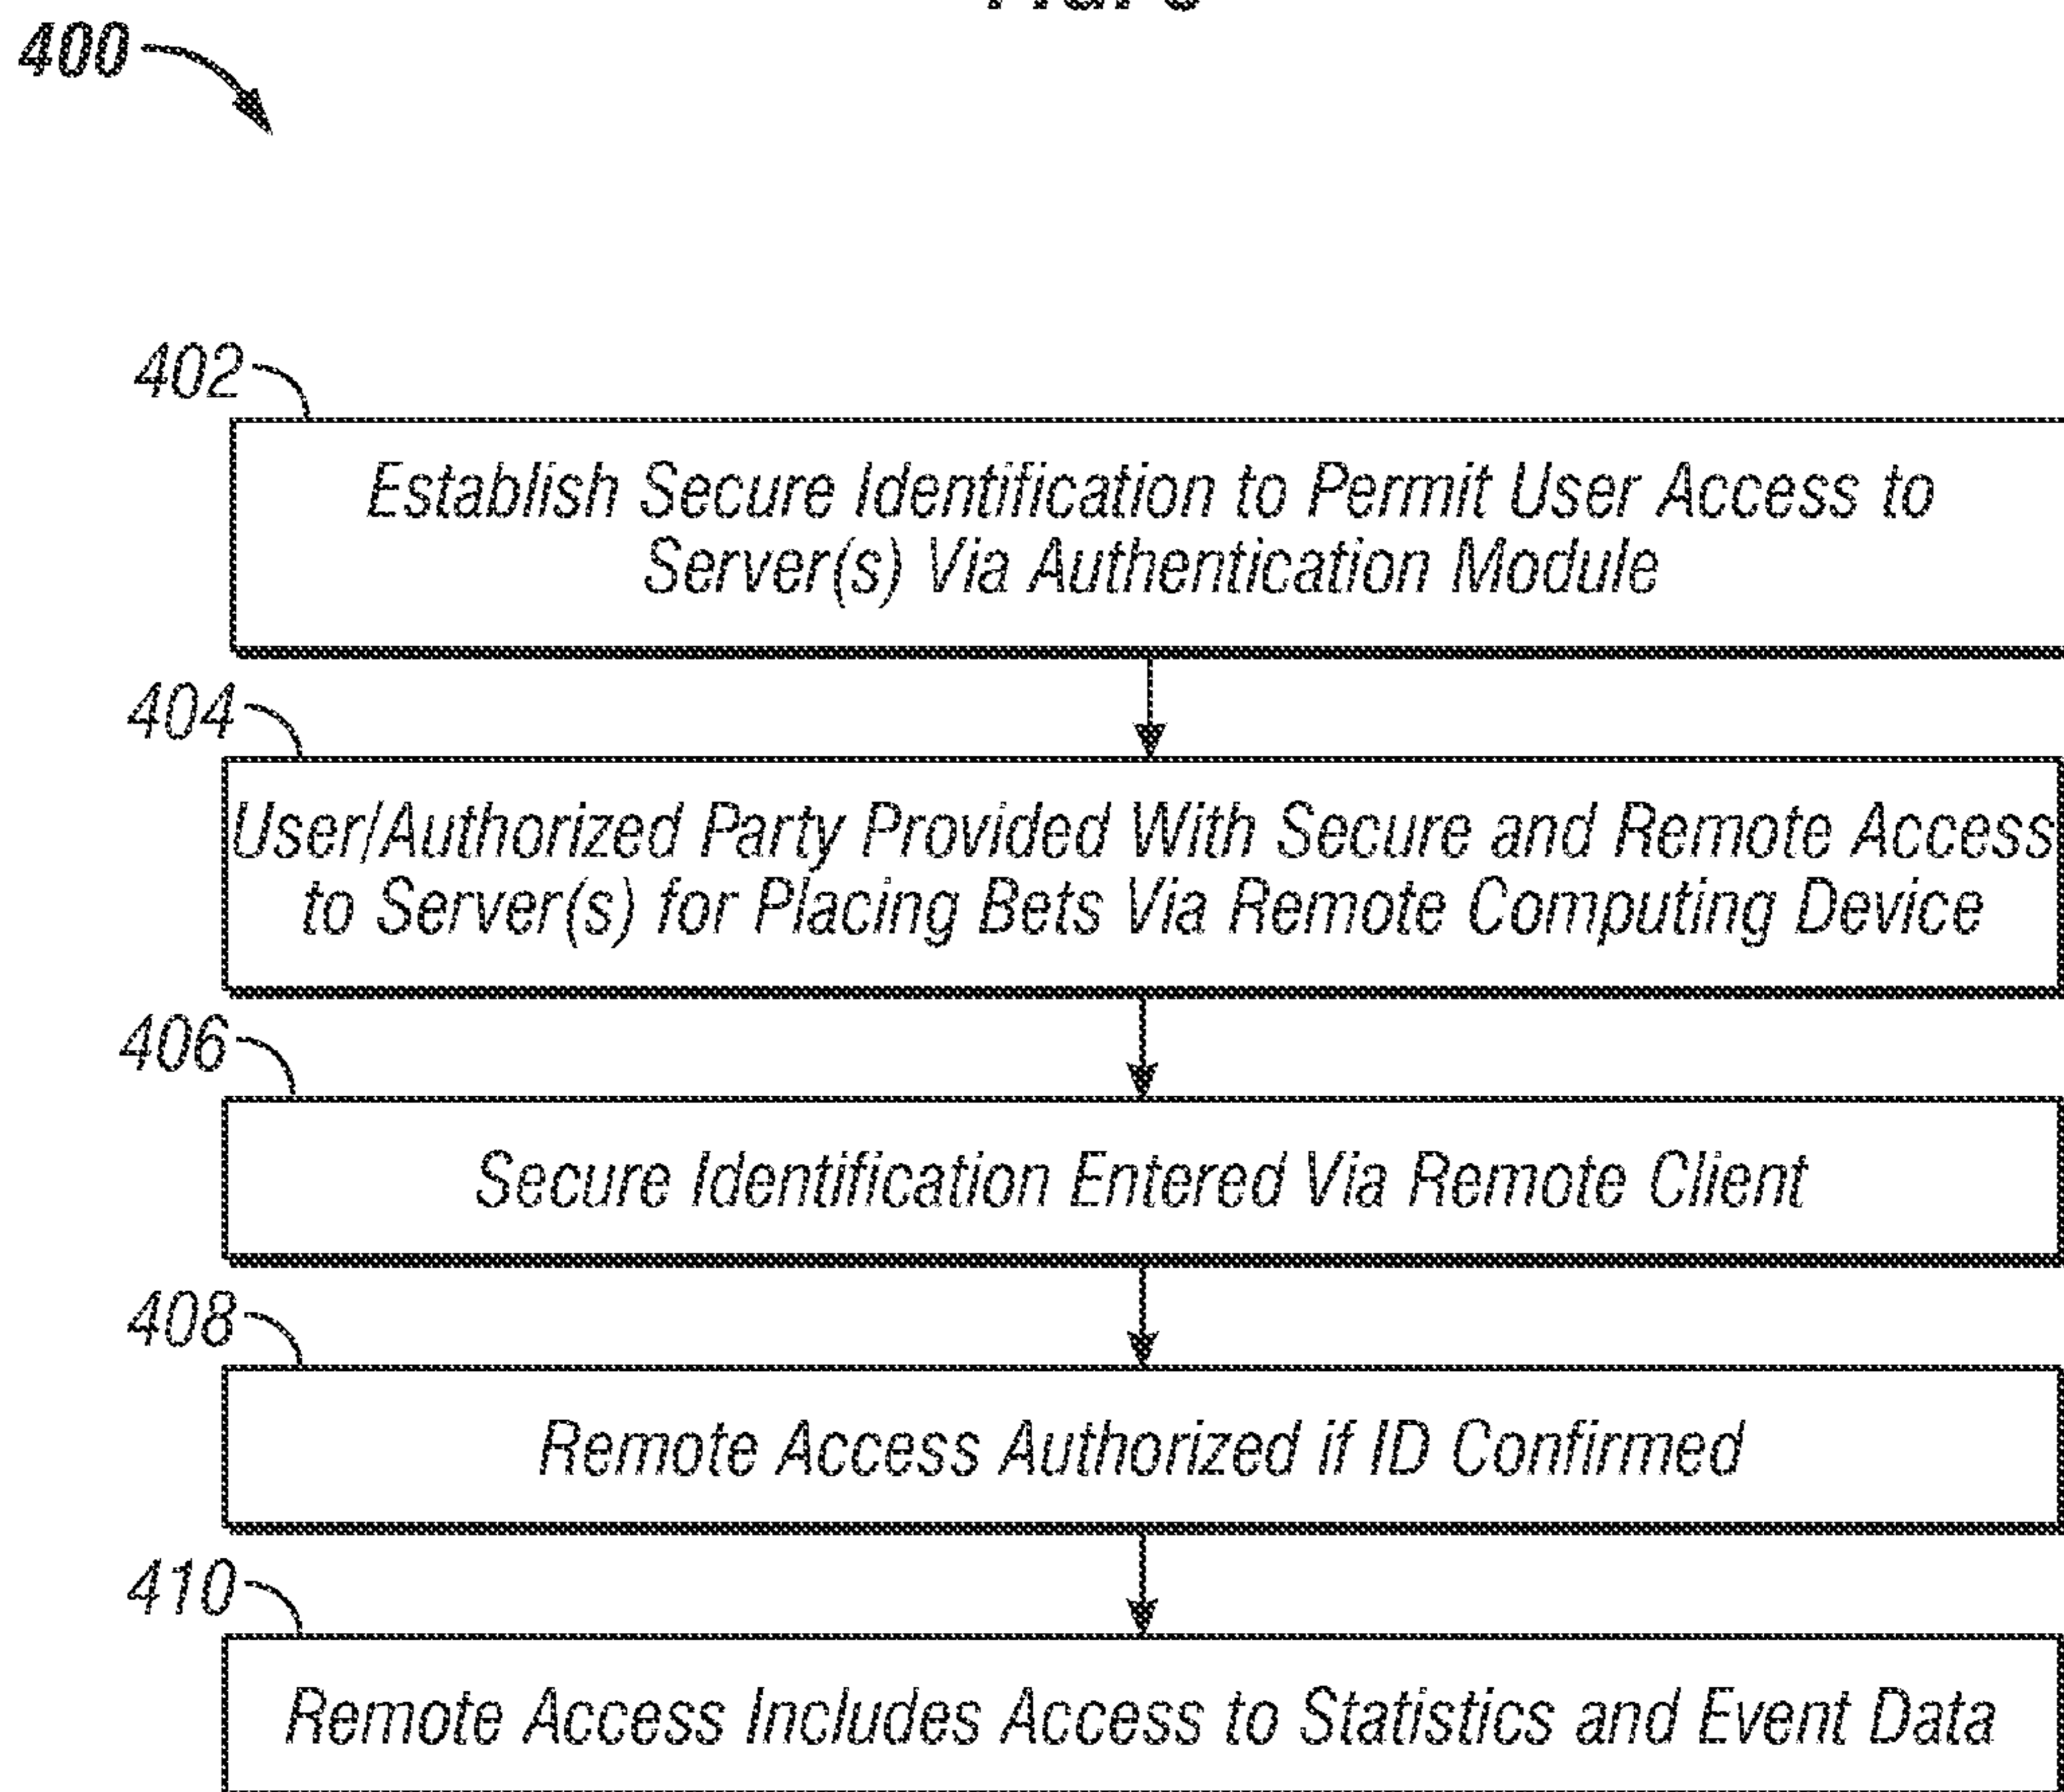 400
402
Establish Secure Identification to Permit User Access to
Server(s) Via Authentication Module
404
User/Authorized Party Provided With Secure and Remote Access
to Server(s) for Placing Bets Via Remote Computing Device
406
Secure Identification Entered Via Remote Client
408
Remote Access Authorized if ID Confirmed
410
Remote Access Includes Access to Statistics and Event Data